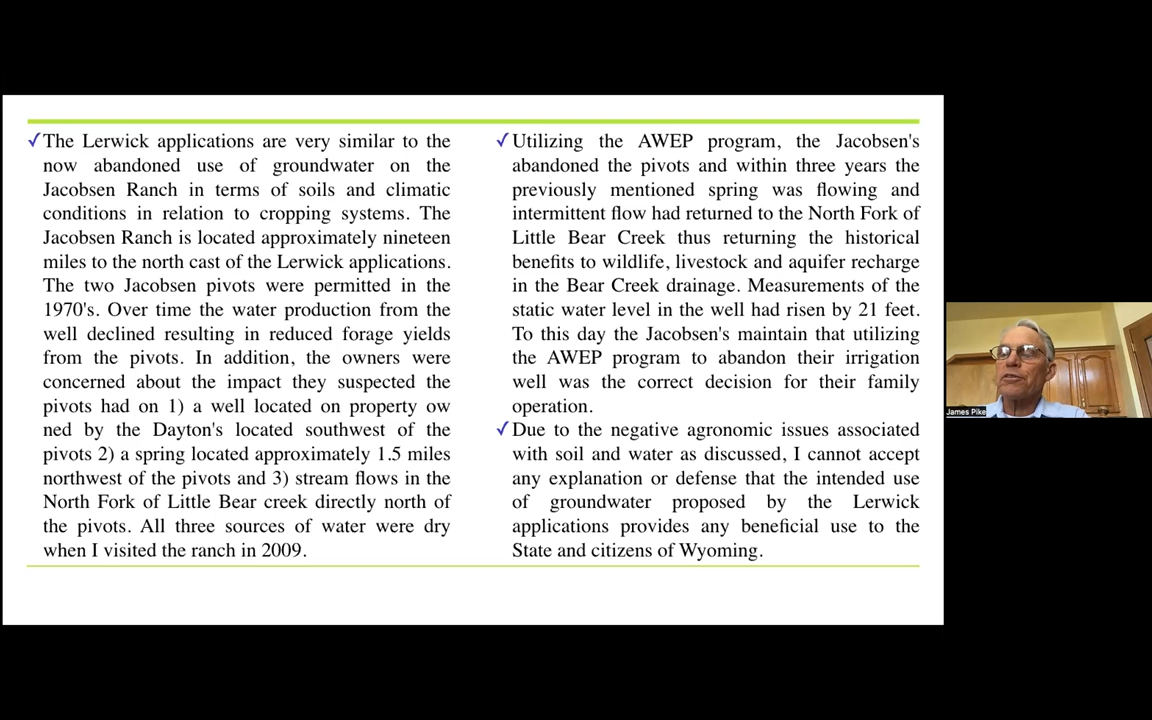 ✓The Lerwick applications are very similar to the
now abandoned use of groundwater on the
Jacobsen Ranch in terms of soils and climatic
conditions in relation to cropping systems. The
Jacobsen Ranch is located approximately nineteen
miles to the north cast of the Lerwick applications.
The two Jacobsen pivots were permitted in the
1970's. Over time the water production from the
well declined resulting in reduced forage yields
from the pivots. In addition, the owners were
concerned about the impact they suspected the
pivots had on 1) a well located on property ow
ned by the Dayton's located southwest of the
pivots 2) a spring located approximately 1.5 miles
northwest of the pivots and 3) stream flows in the
North Fork of Little Bear creek directly north of
the pivots. All three sources of water were dry
when I visited the ranch in 2009.
✓Utilizing the AWEP program, the Jacobsen's
abandoned the pivots and within three years the
previously mentioned spring was flowing and
intermittent flow had returned to the North Fork of
Little Bear Creek thus returning the historical
benefits to wildlife, livestock and aquifer recharge
in the Bear Creek drainage. Measurements of the
static water level in the well had risen by 21 feet.
To this day the Jacobsen's maintain that utilizing
the AWEP program to abandon their irrigation
well was the correct decision for their family
operation.
✓Due to the negative agronomic issues associated
with soil and water as discussed, I cannot accept
any explanation or defense that the intended use
of groundwater proposed by the Lerwick
applications provides any beneficial use to the
State and citizens of Wyoming.
James Pike